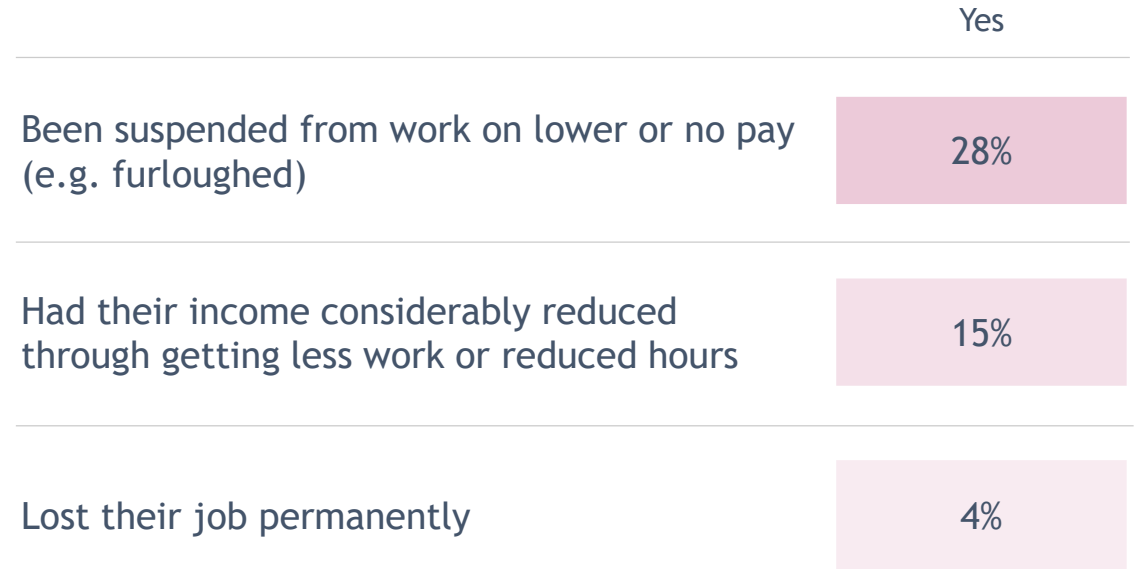 Yes
Been suspended from work on lower or no pay
(e.g. furloughed)
28%
Had their income considerably reduced
through getting less work or reduced hours
15%
Lost their job permanently
4%